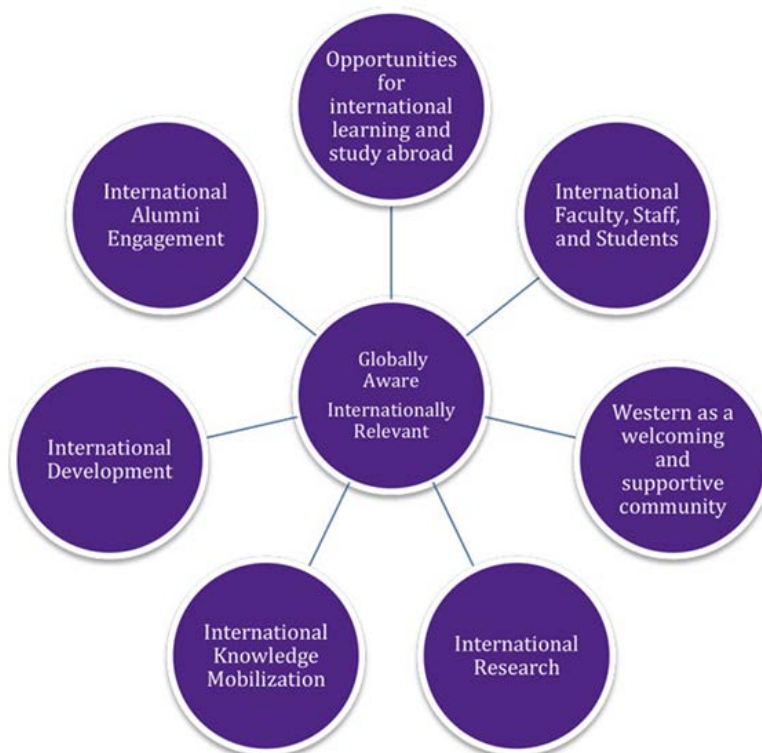 Opportunities
for
international
learning and
study abroad
International
Faculty, Staff,
and Students
Western as a
welcoming
and
supportive
community
International
Research
International
Knowledge
Mobilization
International
Development
International
Alumni
Engagement
Globally
Aware
Internationally
Relevant